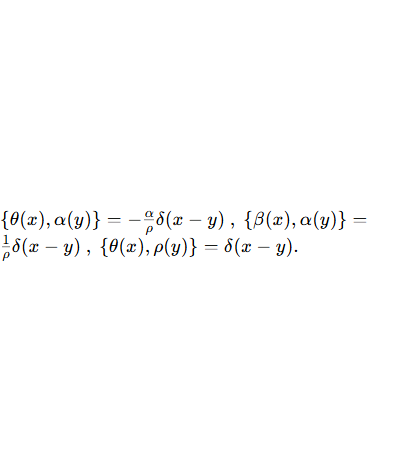 {θ(x), α(y)} = −α/ρ δ(x − y) , {β(x), α(y)} =
1/ρ δ(x − y) , {θ(x), ρ(y)} = δ(x − y).